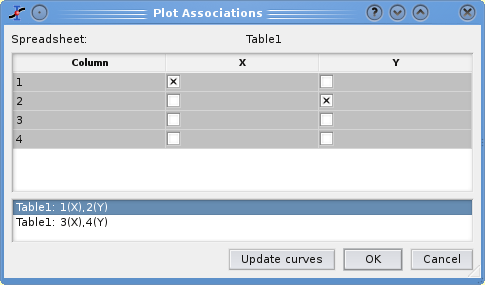 Plot Associations
Spreadsheet: Table1
Column X Y
1
2
3
4
Table1: 1(X),2(Y)
Table1: 3(X),4(Y)
Update curves OK Cancel